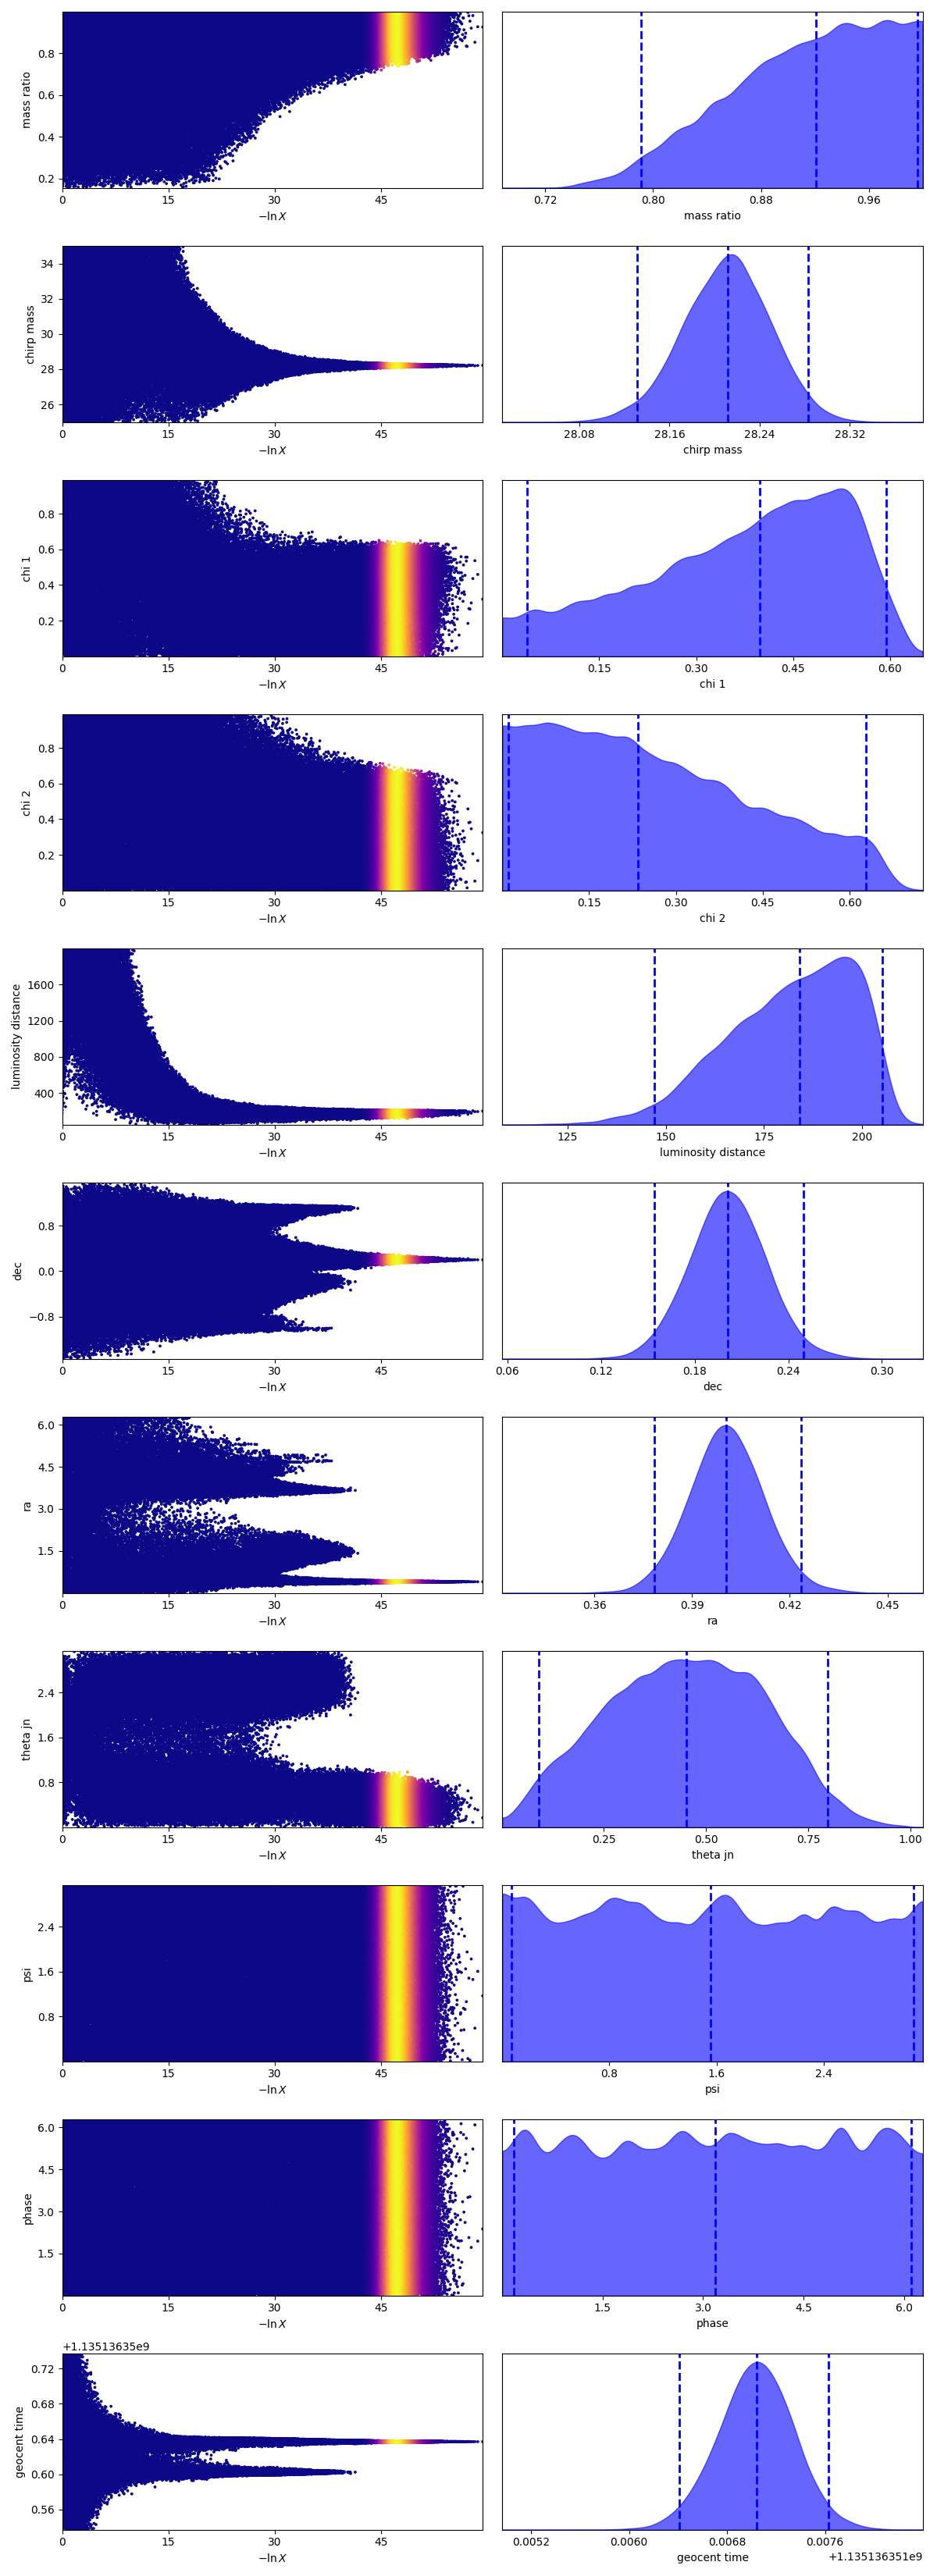 0.8
0.6
0.4
0.2
mass ratio
0 15 30 45
−ln X
0.72 0.80 0.88 0.96
mass ratio
34
32
30
28
26
chirp mass
0 15 30 45
−ln X
28.08 28.16 28.24 28.32
chirp mass
0.8
0.6
0.4
0.2
chi 1
0 15 30 45
−ln X
0.15 0.30 0.45 0.60
chi 1
0.8
0.6
0.4
0.2
chi 2
0 15 30 45
−ln X
0.15 0.30 0.45 0.60
chi 2
1600
1200
800
400
luminosity distance
0 15 30 45
−ln X
125 150 175 200
luminosity distance
0.8
0.0
−0.8
dec
0 15 30 45
−ln X
0.06 0.12 0.18 0.24 0.30
dec
6.0
4.5
3.0
1.5
ra
0 15 30 45
−ln X
0.36 0.39 0.42 0.45
ra
2.4
1.6
0.8
theta jn
0 15 30 45
−ln X
0.25 0.50 0.75 1.00
theta jn
2.4
1.6
0.8
psi
0 15 30 45
−ln X
0.8 1.6 2.4
psi
6.0
4.5
3.0
1.5
phase
0 15 30 45
−ln X
1.5 3.0 4.5 6.0
phase
+1.13513635e9
0.72
0.68
0.64
0.60
0.56
geocent time
0 15 30 45
−ln X
0.0052 0.0060 0.0068 0.0076
geocent time
+1.135136351e9